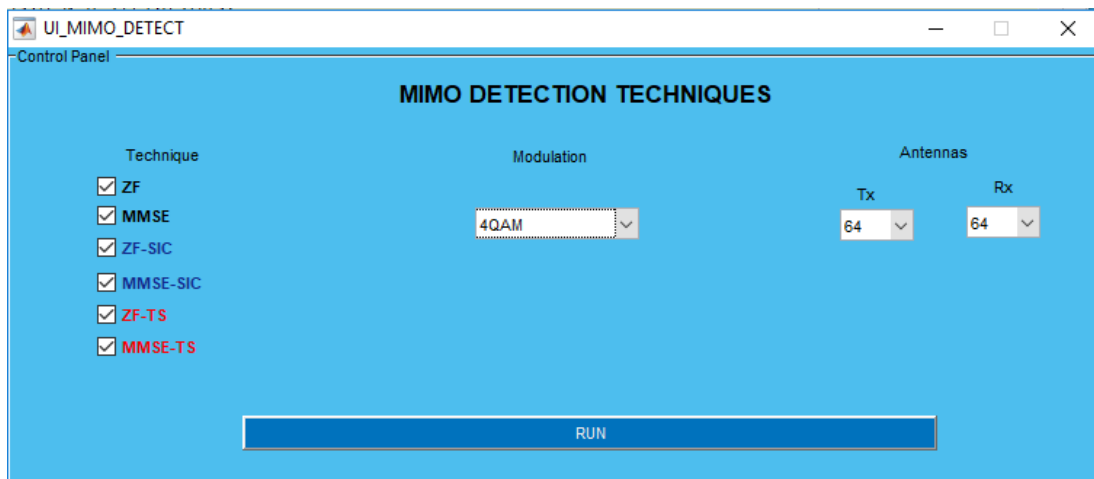 UI_MIMO_DETECT
Control Panel
MIMO DETECTION TECHNIQUES
Technique
Modulation
Antennas
ZF
Tx
Rx
MMSE
4QAM
64
64
ZF-SIC
MMSE-SIC
ZF-TS
MMSE-TS
RUN